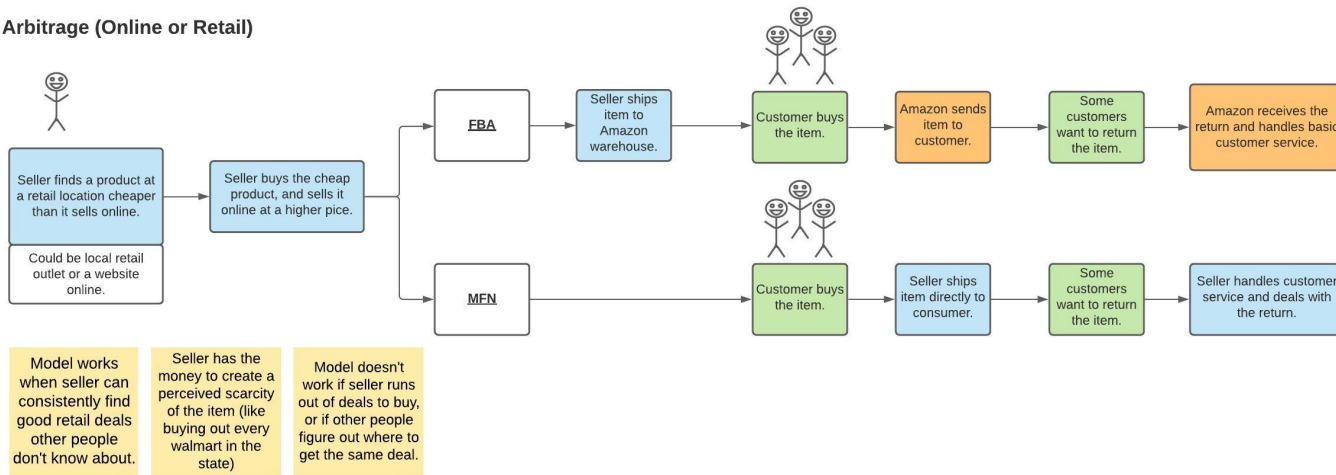 Arbitrage (Online or Retail)
Seller finds a product at
a retail location cheaper
than it sells online.
Could be local retail
outlet or a website
online.
Seller buys the cheap
product, and sells it
online at a higher pice.
FBA
Seller ships
item to
Amazon
warehouse.
Customer buys
the item.
Amazon sends
item to
customer.
Some
customers
want to return
the item.
Amazon receives the
return and handles basic
customer service.
MFN
Customer buys
the item.
Seller ships
item directly to
consumer.
Some
customers
want to return
the item.
Seller handles customer
service and deals with
the return.
Model works
when seller can
consistently find
good retail deals
other people
don't know about.
Seller has the
money to create a
perceived scarcity
of the item (like
buying out every
walmart in the
state)
Model doesn't
work if seller runs
out of deals to buy,
or if other people
figure out where to
get the same deal.